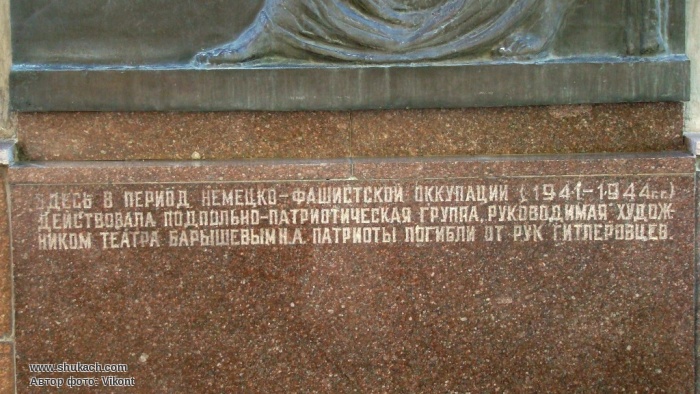 ЗДЕСЬ В ПЕРИОД НЕМЕЦКО-ФАШИСТСКОЙ ОККУПАЦИИ (1941-1944г.г.)
ДЕЙСТВОВАЛА ПОДПОЛЬНО-ПАТРИОТИЧЕСКАЯ ГРУППА, РУКОВОДИМАЯ ХУДОЖ-
НИКОМ ТЕАТРА БАРЫШЕВЫМ Н.А. ПАТРИОТЫ ПОГИБЛИ ОТ РУК ГИТЛЕРОВЦЕВ.
www.shukach.com
Автор фото: Vikont